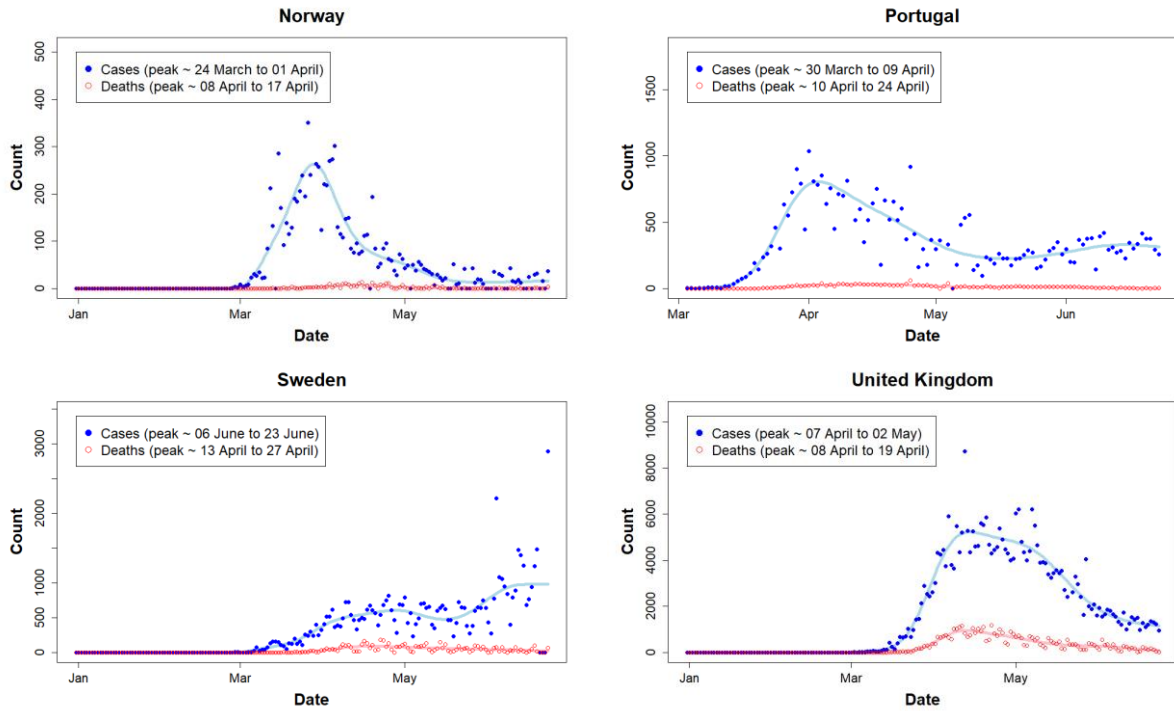 Norway
500
400
300
200
100
0
Count
Cases (peak ~ 24 March to 01 April)
Deaths (peak ~ 08 April to 17 April)
Jan
Mar
May
Date
Portugal
1500
1000
500
0
Count
Cases (peak ~ 30 March to 09 April)
Deaths (peak ~ 10 April to 24 April)
Mar
Apr
May
Jun
Date
Sweden
3000
2000
1000
500
0
Count
Cases (peak ~ 06 June to 23 June)
Deaths (peak ~ 13 April to 27 April)
Jan
Mar
May
Date
United Kingdom
10000
8000
6000
4000
2000
0
Count
Cases (peak ~ 07 April to 02 May)
Deaths (peak ~ 08 April to 19 April)
Jan
Mar
May
Date